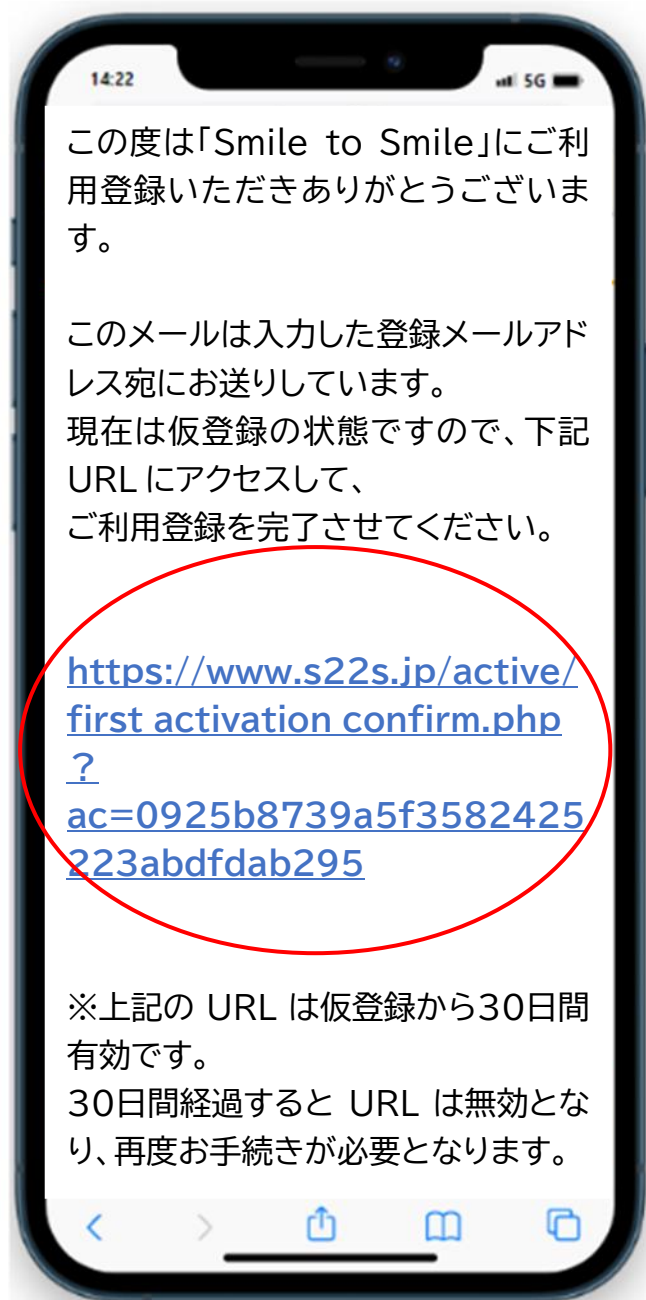 14:22
5G
この度は「Smile to Smile」にご利
用登録いただきありがとうございま
す。
このメールは入力した登録メールアド
レス宛にお送りしています。
現在は仮登録の状態ですので、下記
URL にアクセスして、
ご利用登録を完了させてください。
https://www.s22s.jp/active/
first activation confirm.php
?
ac=0925b8739a5f3582425
223abdfdab295
※上記の URL は仮登録から30日間
有効です。
30日間経過すると URL は無効とな
り、再度お手続きが必要となります。